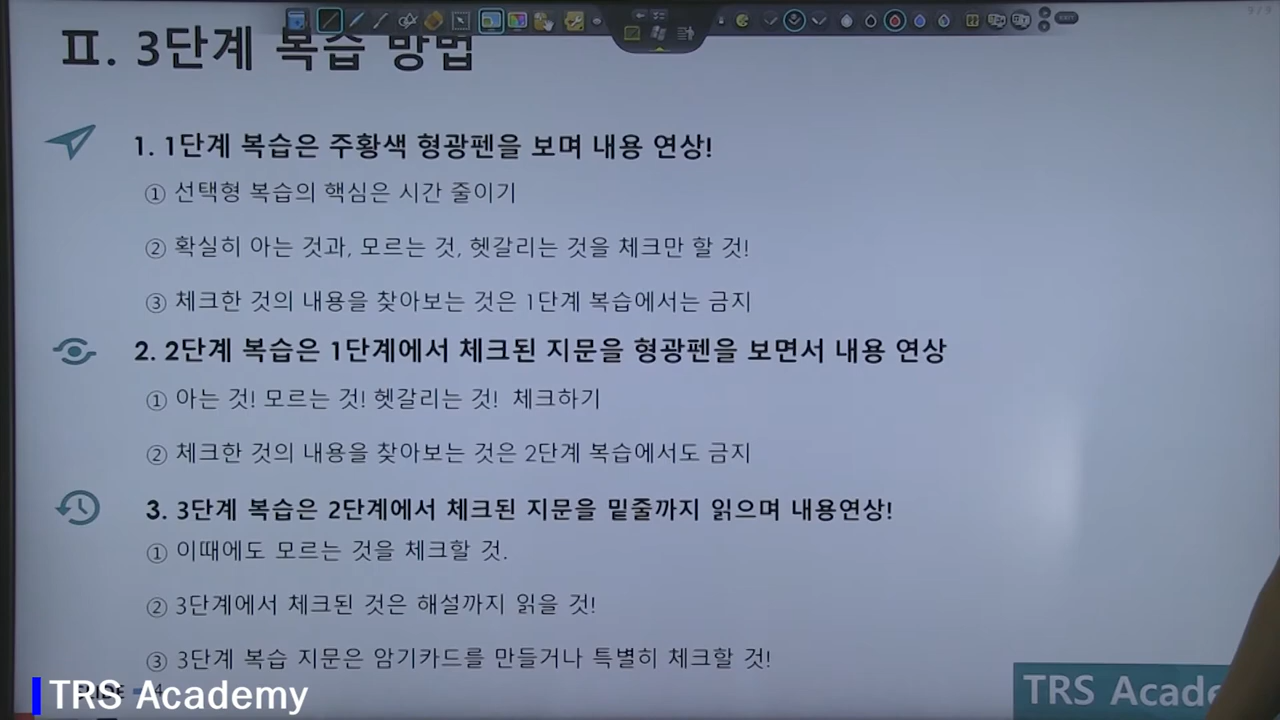 9 / 9
EXIT
Ⅱ. 3단계 복습 방법
1. 1단계 복습은 주황색 형광펜을 보며 내용 연상!
① 선택형 복습의 핵심은 시간 줄이기
② 확실히 아는 것과, 모르는 것, 헷갈리는 것을 체크만 할 것!
③ 체크한 것의 내용을 찾아보는 것은 1단계 복습에서는 금지
2. 2단계 복습은 1단계에서 체크된 지문을 형광펜을 보면서 내용 연상
① 아는 것! 모르는 것! 헷갈리는 것! 체크하기
② 체크한 것의 내용을 찾아보는 것은 2단계 복습에서도 금지
3. 3단계 복습은 2단계에서 체크된 지문을 밑줄까지 읽으며 내용연상!
① 이때에도 모르는 것을 체크할 것.
② 3단계에서 체크된 것은 해설까지 읽을 것!
③ 3단계 복습 지문은 암기카드를 만들거나 특별히 체크할 것!
TRS Academy
TRS Acade